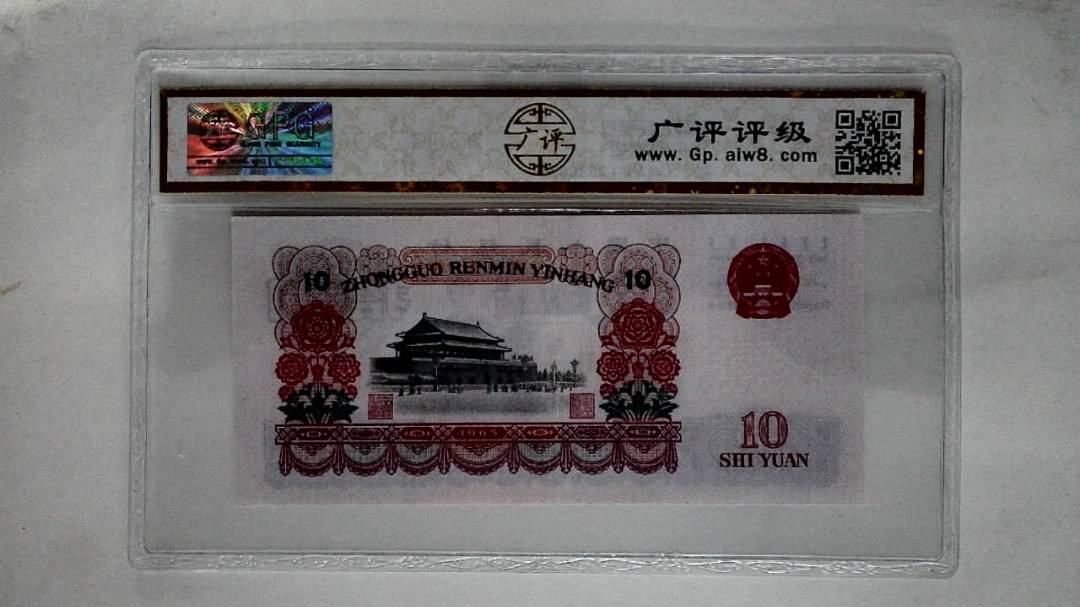 GPG
广评
广评评级
www. Gp. aiw8. com
10 ZHONGGUO RENMIN YINHANG 10
1965
10
SHI YUAN